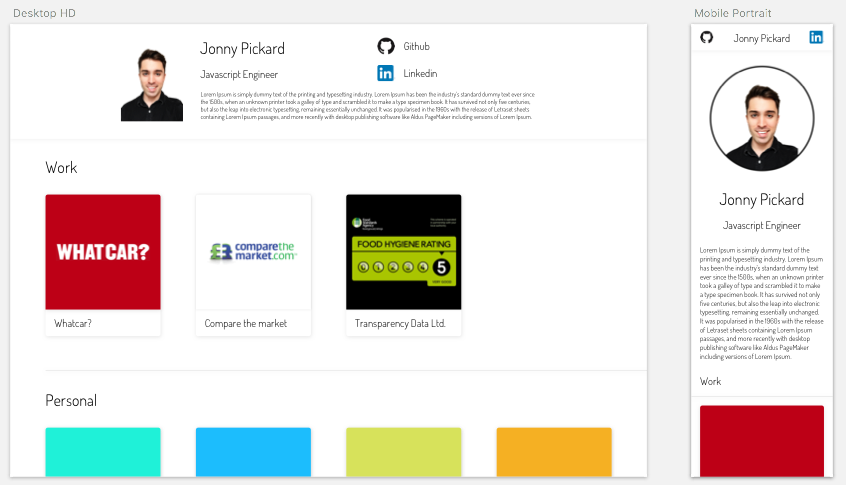 Desktop HD
Jonny Pickard
Github
Javascript Engineer
Linkedin
Lorem Ipsum is simply dummy text of the printing and typesetting industry. Lorem Ipsum has been the industry's standard dummy text ever since
the 1500s, when an unknown printer took a galley of type and scrambled it to make a type specimen book. It has survived not only five centuries,
but also the leap into electronic typesetting, remaining essentially unchanged. It was popularised in the 1960s with the release of Letraset sheets
containing Lorem Ipsum passages, and more recently with desktop publishing software like Aldus PageMaker including versions of Lorem Ipsum.
Work
WHATCAR?
comparethe
market.com
Food
Standards
Agency
FOOD HYGIENE RATING
5
Whatcar?
Compare the market
Transparency Data Ltd.
Personal
Mobile Portrait
Jonny Pickard
in
Jonny Pickard
Javascript Engineer
Lorem Ipsum is simply dummy text of the
printing and typesetting industry. Lorem Ipsum
has been the industry's standard dummy text
ever since the 1500s, when an unknown printer
took a galley of type and scrambled it to make
a type specimen book. It has survived not only
five centuries, but also the leap into electronic
typesetting, remaining essentially unchanged.
It was popularised in the 1960s with the release
of Letraset sheets containing Lorem Ipsum
passages, and more recently with desktop
publishing software like Aldus PageMaker
including versions of Lorem Ipsum.
Work